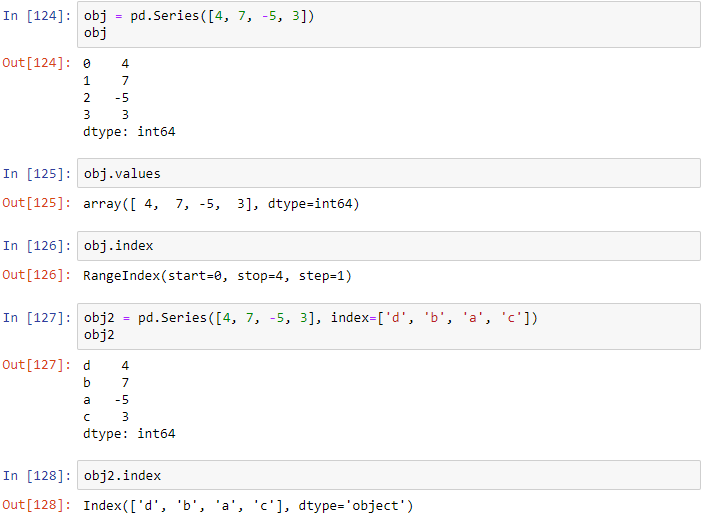 In [124]: obj = pd.Series([4, 7, -5, 3])
obj
Out[124]: 0    4
1    7
2   -5
3    3
dtype: int64
In [125]: obj.values
Out[125]: array([ 4,  7, -5,  3], dtype=int64)
In [126]: obj.index
Out[126]: RangeIndex(start=0, stop=4, step=1)
In [127]: obj2 = pd.Series([4, 7, -5, 3], index=['d', 'b', 'a', 'c'])
obj2
Out[127]: d    4
b    7
a   -5
c    3
dtype: int64
In [128]: obj2.index
Out[128]: Index(['d', 'b', 'a', 'c'], dtype='object')